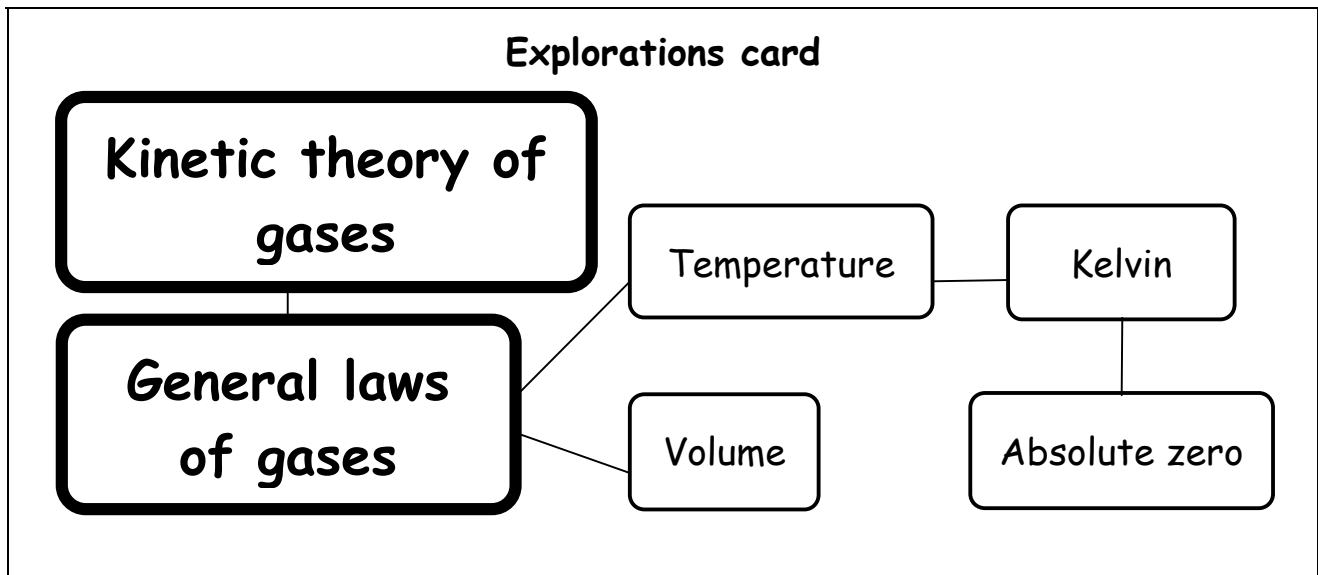 Explorations card
Kinetic theory of
gases
Temperature
Kelvin
General laws
of gases
Volume
Absolute zero